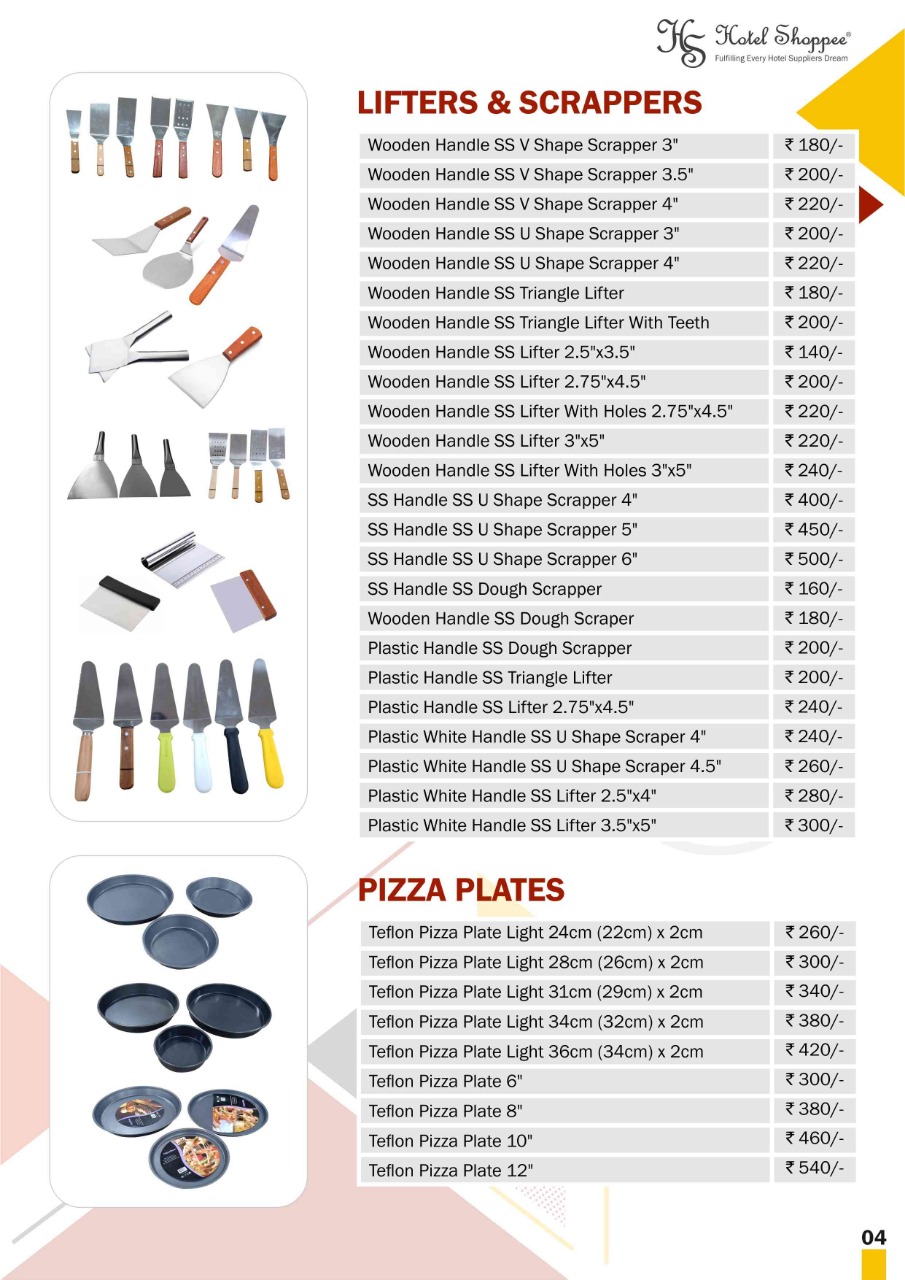 HS Hotel Shoppee®
Fulfilling Every Hotel Suppliers Dream
LIFTERS & SCRAPPERS
Wooden Handle SS V Shape Scrapper 3" ₹ 180/-
Wooden Handle SS V Shape Scrapper 3.5" ₹ 200/-
Wooden Handle SS V Shape Scrapper 4" ₹ 220/-
Wooden Handle SS U Shape Scrapper 3" ₹ 200/-
Wooden Handle SS U Shape Scrapper 4" ₹ 220/-
Wooden Handle SS Triangle Lifter ₹ 180/-
Wooden Handle SS Triangle Lifter With Teeth ₹ 200/-
Wooden Handle SS Lifter 2.5"x3.5" ₹ 140/-
Wooden Handle SS Lifter 2.75"x4.5" ₹ 200/-
Wooden Handle SS Lifter With Holes 2.75"x4.5" ₹ 220/-
Wooden Handle SS Lifter 3"x5" ₹ 220/-
Wooden Handle SS Lifter With Holes 3"x5" ₹ 240/-
SS Handle SS U Shape Scrapper 4" ₹ 400/-
SS Handle SS U Shape Scrapper 5" ₹ 450/-
SS Handle SS U Shape Scrapper 6" ₹ 500/-
SS Handle SS Dough Scrapper ₹ 160/-
Wooden Handle SS Dough Scraper ₹ 180/-
Plastic Handle SS Dough Scrapper ₹ 200/-
Plastic Handle SS Triangle Lifter ₹ 200/-
Plastic Handle SS Lifter 2.75"x4.5" ₹ 240/-
Plastic White Handle SS U Shape Scraper 4" ₹ 240/-
Plastic White Handle SS U Shape Scraper 4.5" ₹ 260/-
Plastic White Handle SS Lifter 2.5"x4" ₹ 280/-
Plastic White Handle SS Lifter 3.5"x5" ₹ 300/-
PIZZA PLATES
Teflon Pizza Plate Light 24cm (22cm) x 2cm ₹ 260/-
Teflon Pizza Plate Light 28cm (26cm) x 2cm ₹ 300/-
Teflon Pizza Plate Light 31cm (29cm) x 2cm ₹ 340/-
Teflon Pizza Plate Light 34cm (32cm) x 2cm ₹ 380/-
Teflon Pizza Plate Light 36cm (34cm) x 2cm ₹ 420/-
Teflon Pizza Plate 6" ₹ 300/-
Teflon Pizza Plate 8" ₹ 380/-
Teflon Pizza Plate 10" ₹ 460/-
Teflon Pizza Plate 12" ₹ 540/-
04